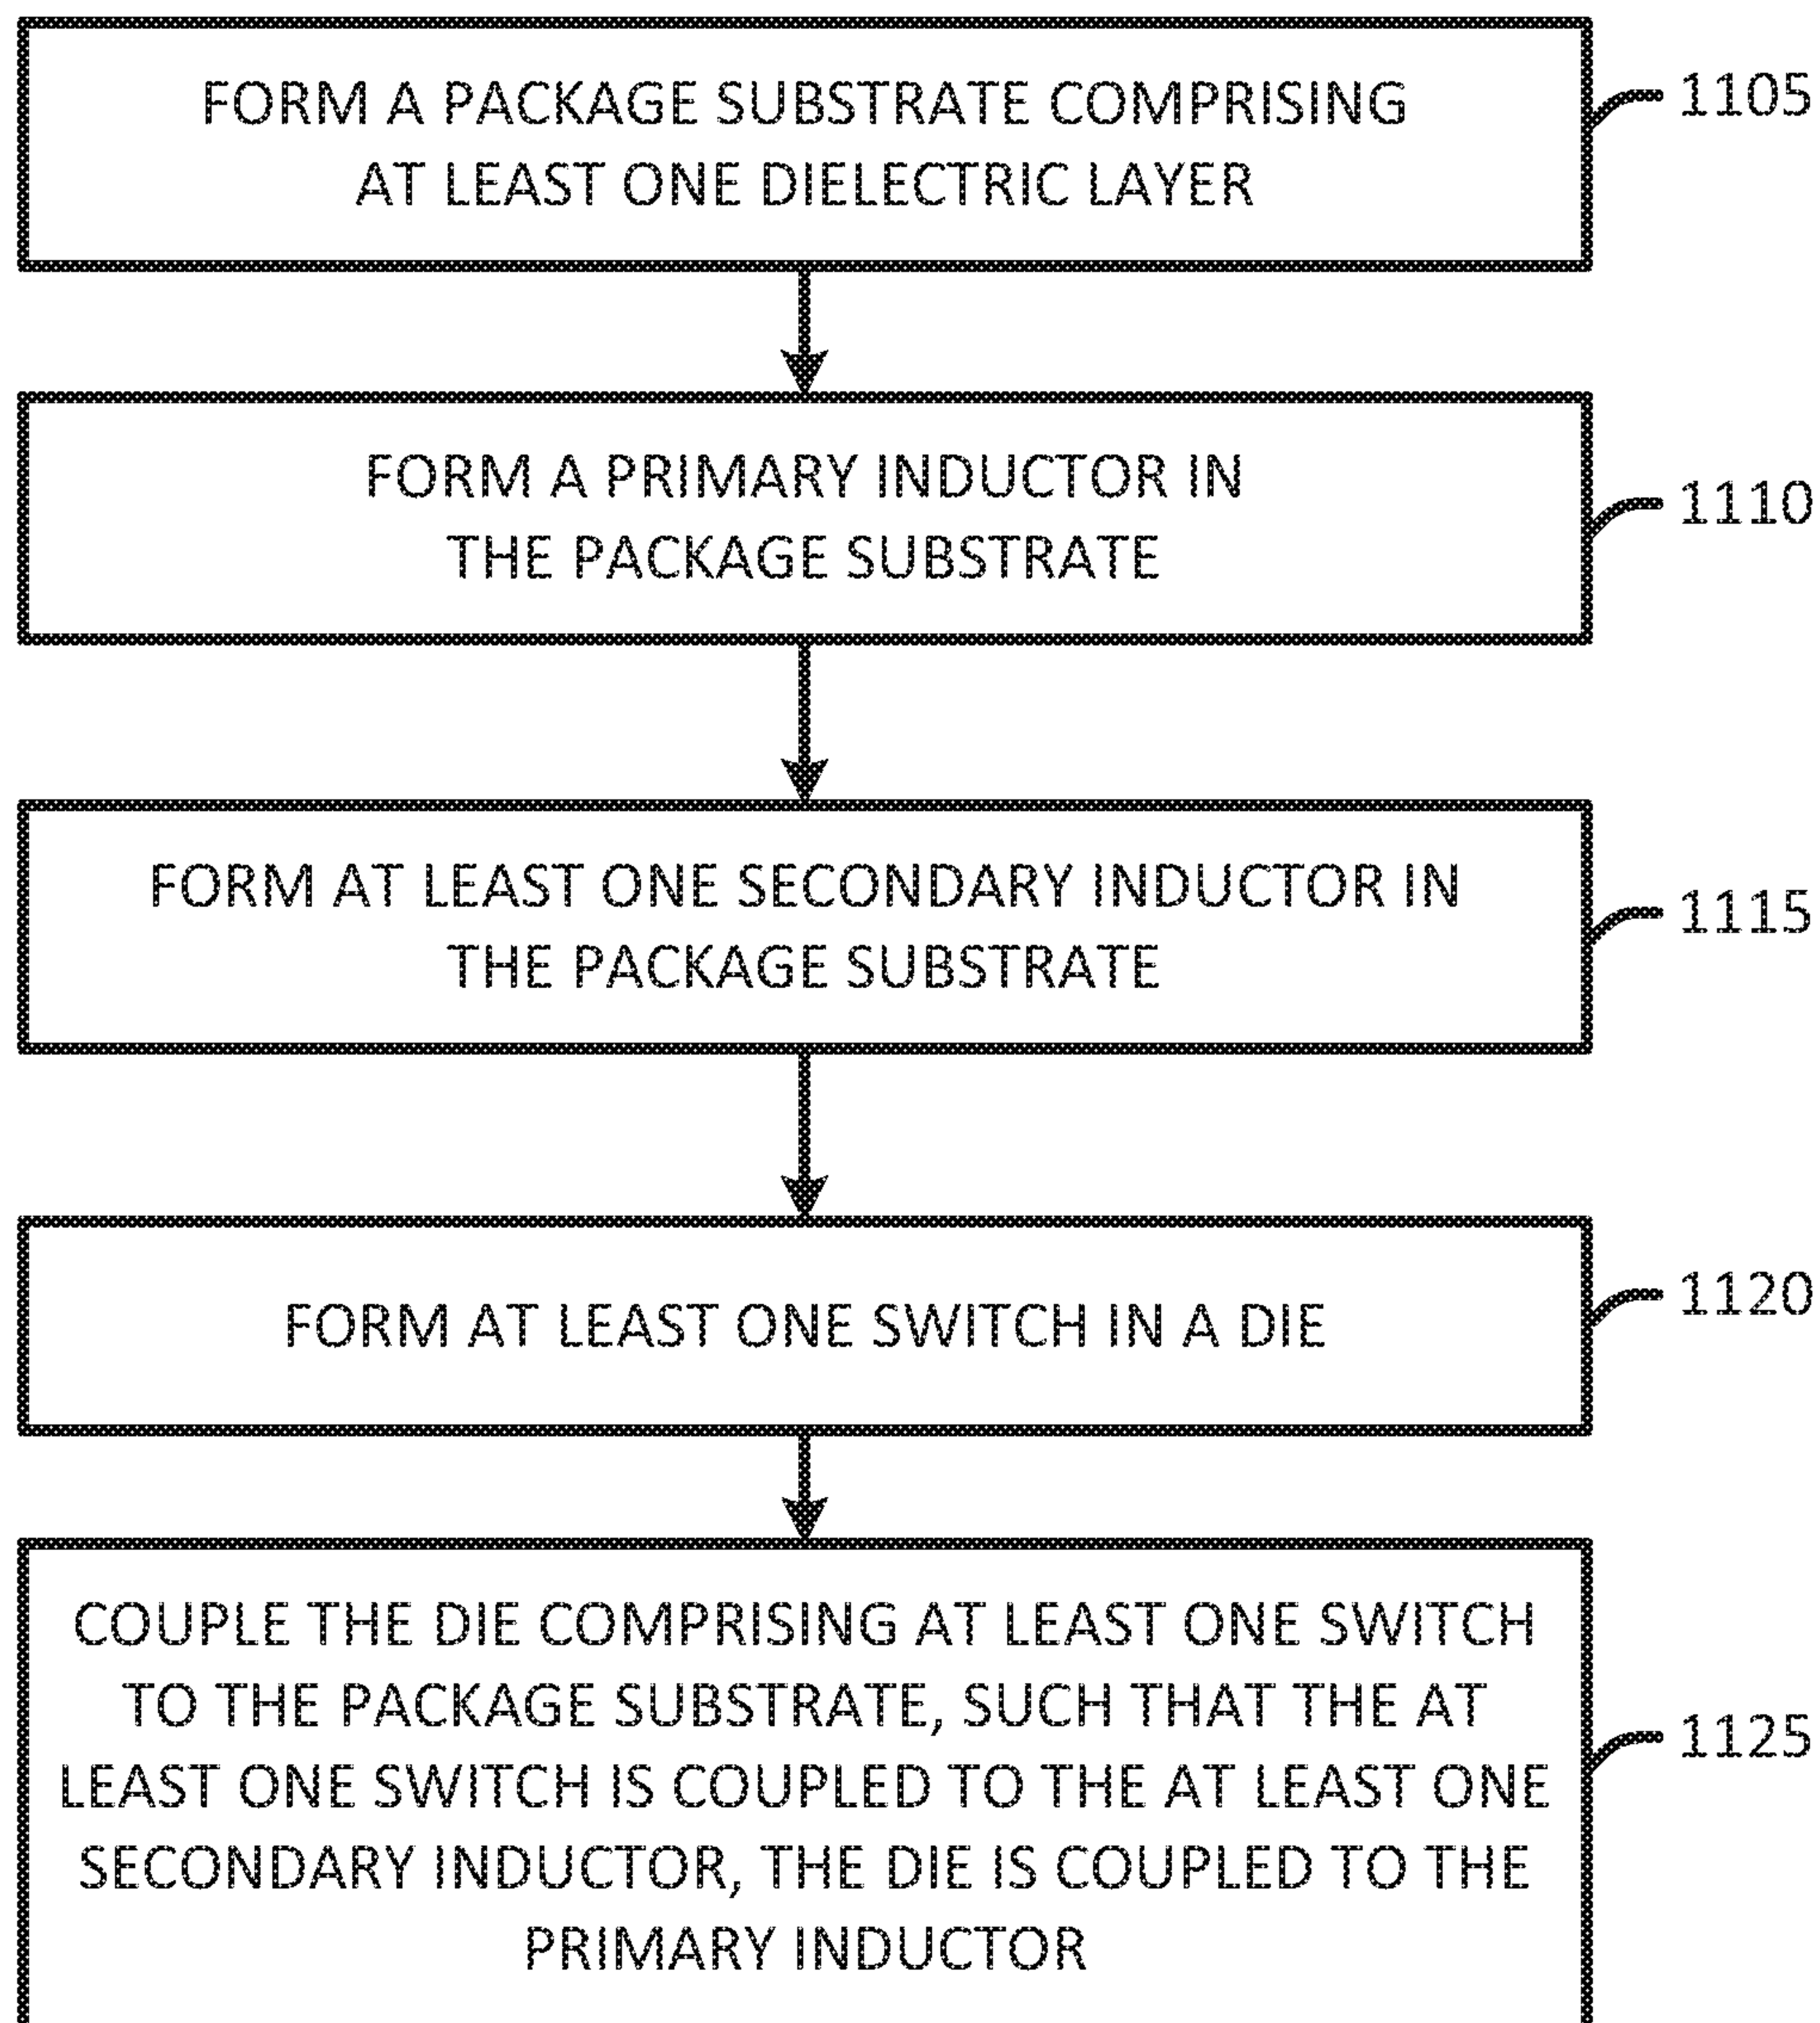 FORM A PACKAGE SUBSTRATE COMPRISING
AT LEAST ONE DIELECTRIC LAYER
1105
FORM A PRIMARY INDUCTOR IN
THE PACKAGE SUBSTRATE
1110
FORM AT LEAST ONE SECONDARY INDUCTOR IN
THE PACKAGE SUBSTRATE
1115
FORM AT LEAST ONE SWITCH IN A DIE
1120
COUPLE THE DIE COMPRISING AT LEAST ONE SWITCH
TO THE PACKAGE SUBSTRATE, SUCH THAT THE AT
LEAST ONE SWITCH IS COUPLED TO THE AT LEAST ONE
SECONDARY INDUCTOR, THE DIE IS COUPLED TO THE
PRIMARY INDUCTOR
1125